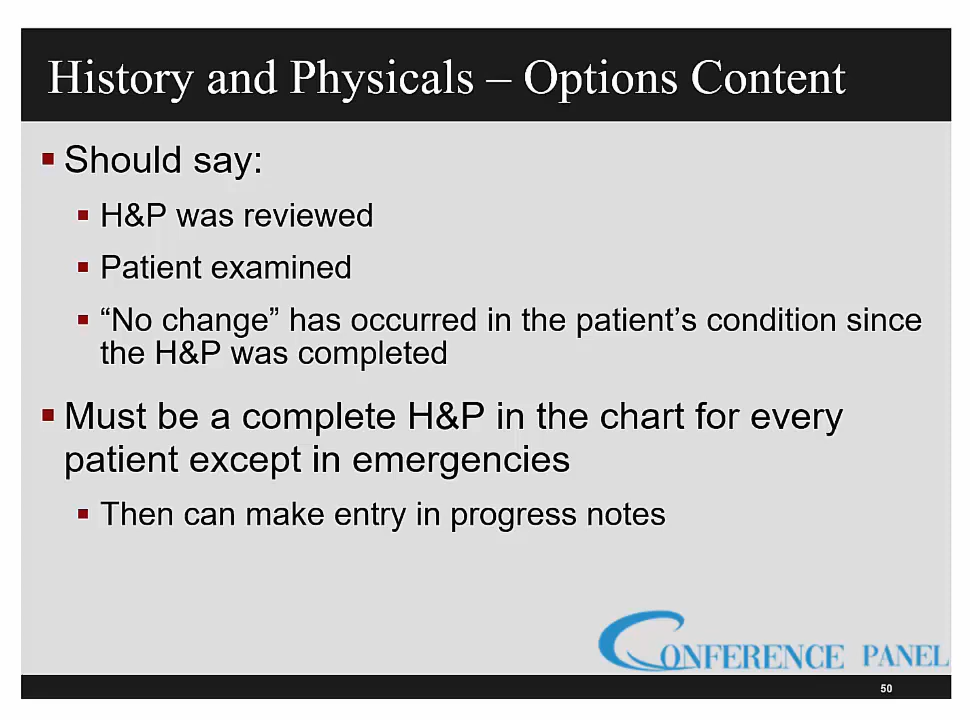 History and Physicals – Options Content
Should say:
H&P was reviewed
Patient examined
“No change” has occurred in the patient’s condition since
the H&P was completed
Must be a complete H&P in the chart for every
patient except in emergencies
Then can make entry in progress notes
CONFERENCE PANEL
50